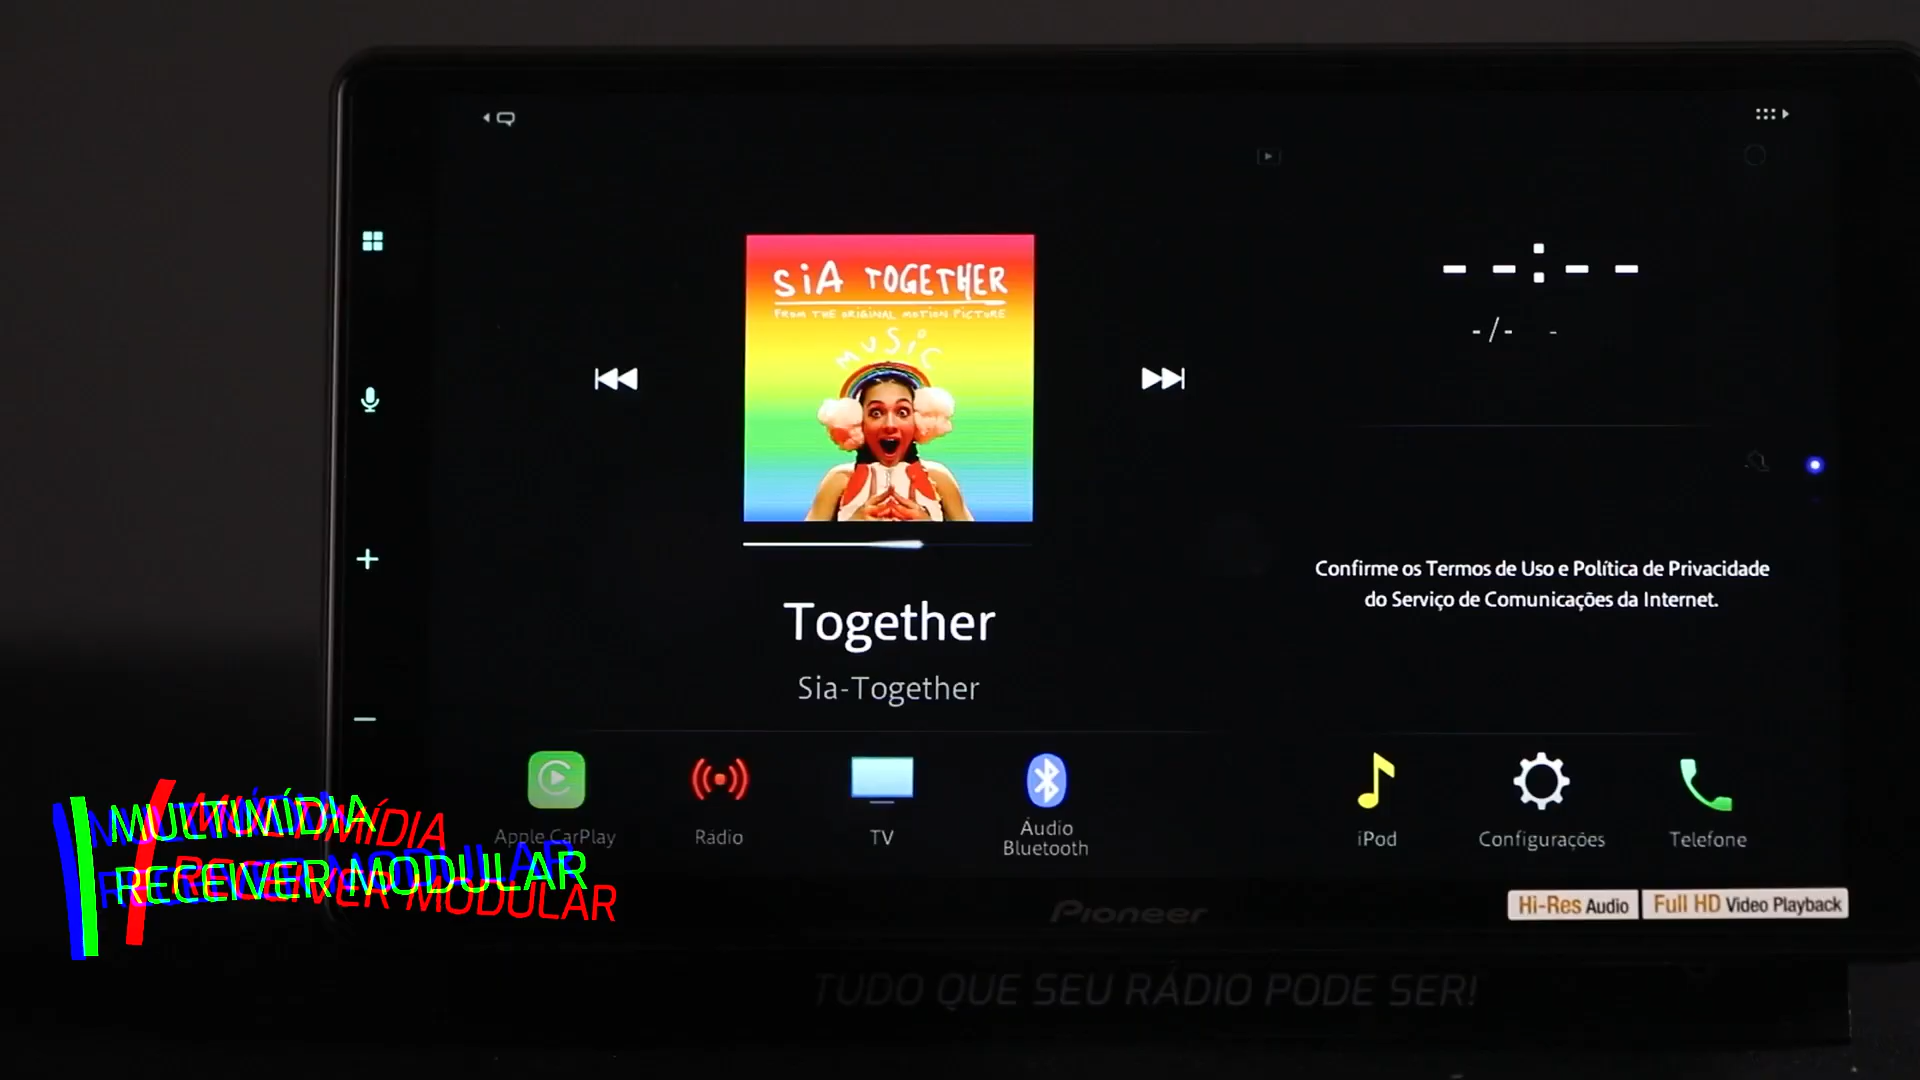 SiA TOGETHER
FROM THE ORIGINAL MOTION PICTURE
MUSIC
--:--
-/- -
Confirme os Termos de Uso e Política de Privacidade
do Serviço de Comunicações da Internet.
Together
Sia-Together
Apple CarPlay
Rádio
TV
Áudio
Bluetooth
iPod
Configurações
Telefone
MULTIMÍDIA
RECEIVER MODULAR
Pioneer
Hi-Res Audio
Full HD Video Playback
TUDO QUE SEU RÁDIO PODE SER!